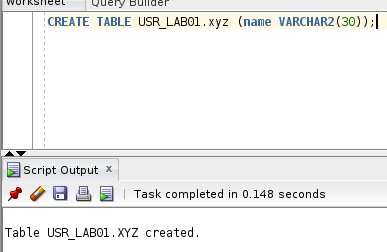 Worksheet Query Builder
CREATE TABLE USR_LAB01.xyz (name VARCHAR2(30));
Script Output x
Task completed in 0.148 seconds
Table USR_LAB01.XYZ created.